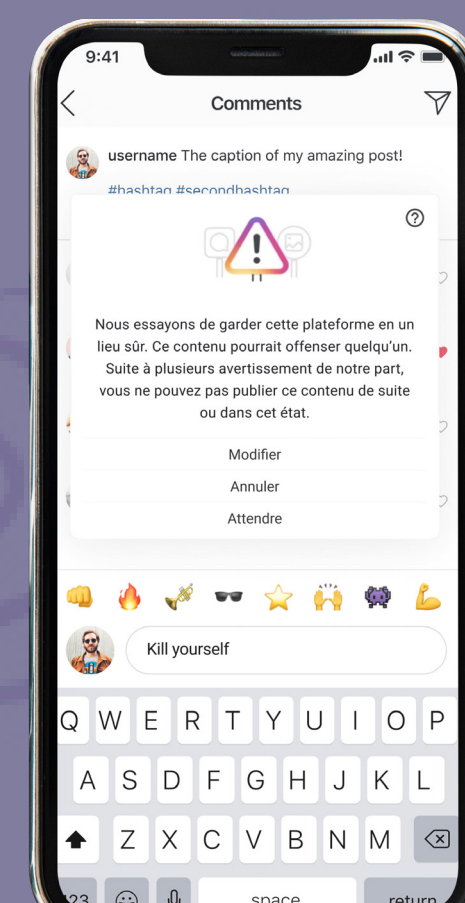 9:41
Comments
username The caption of my amazing post!
#hashtag #secondhashtag
Nous essayons de garder cette plateforme en un
lieu sûr. Ce contenu pourrait offenser quelqu'un.
Suite à plusieurs avertissement de notre part,
vous ne pouvez pas publier ce contenu de suite
ou dans cet état.
Modifier
Annuler
Attendre
Kill yourself
Q W E R T Y U I O P
A S D F G H J K L
Z X C V B N M
123 space return